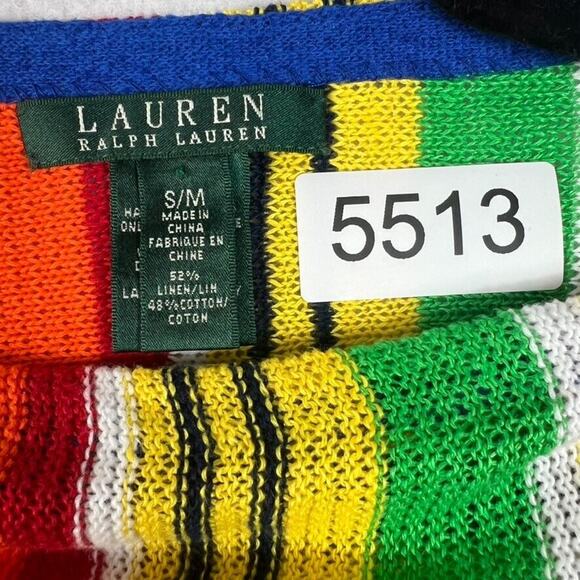 LAUREN
RALPH LAUREN
S/M
MADE IN
CHINA
FABRIQUE EN
CHINE
52%
LINEN/LIN
48%COTTON/
COTON
5513